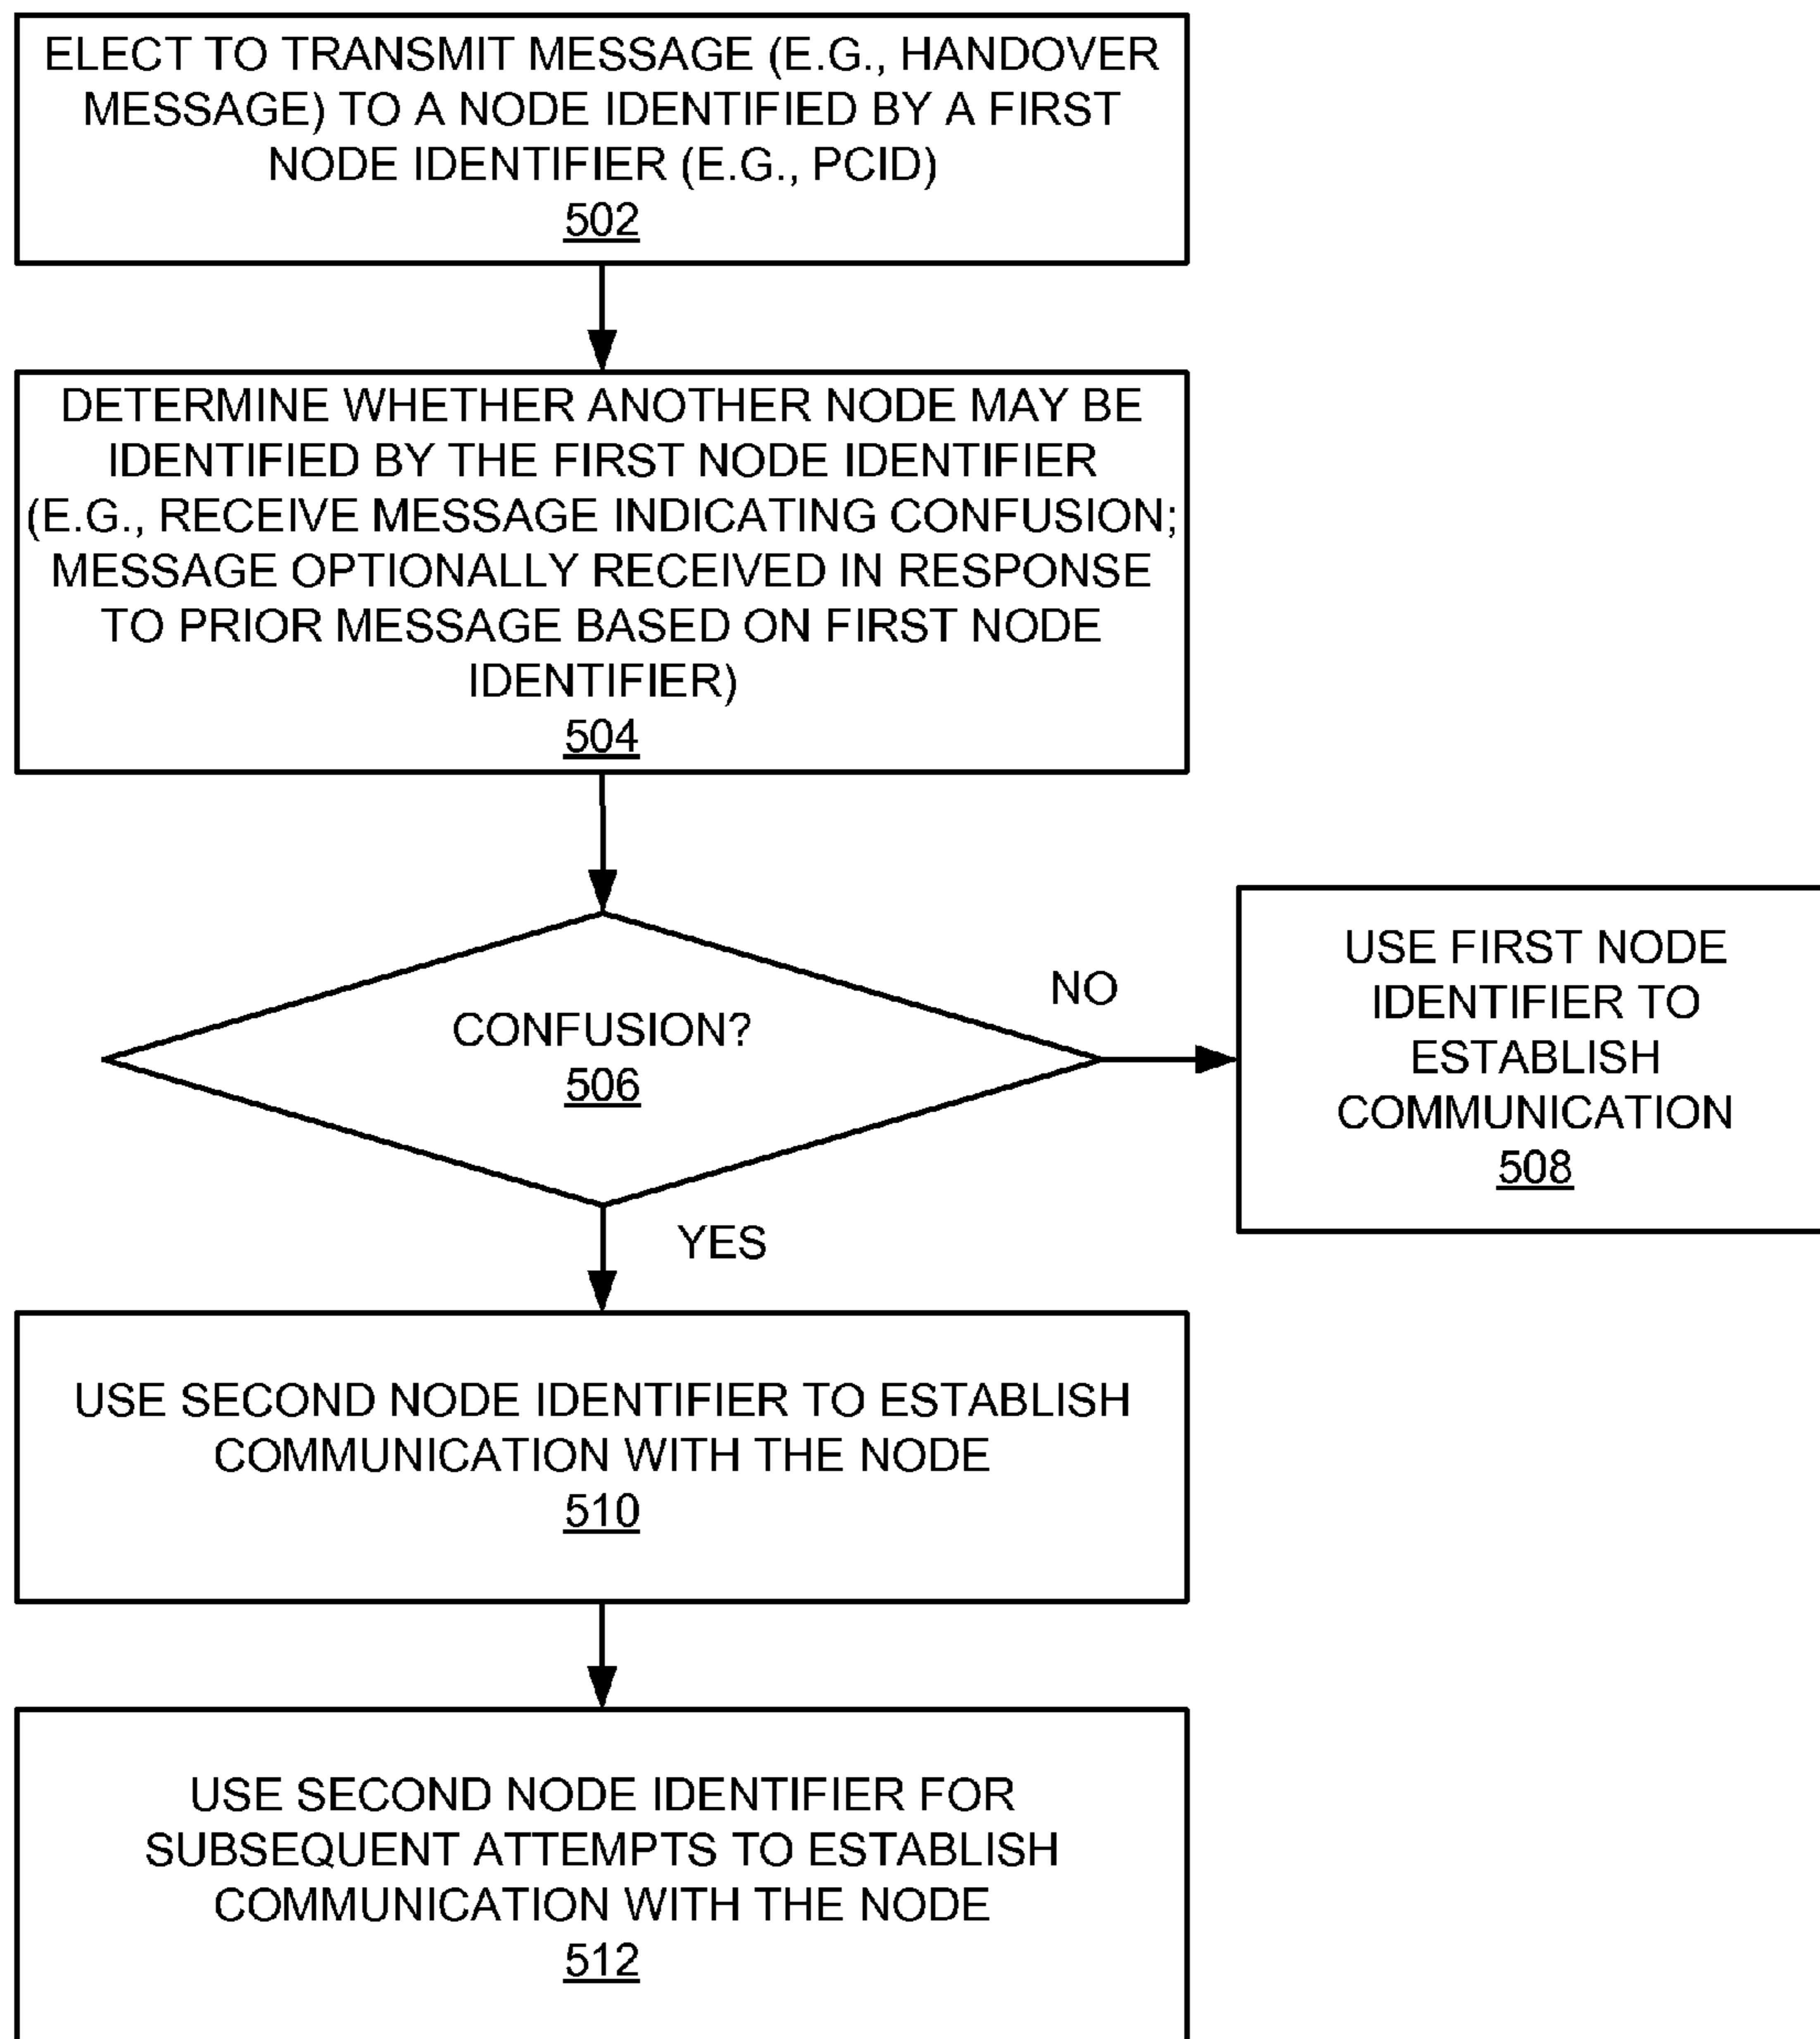 ELECT TO TRANSMIT MESSAGE (E.G., HANDOVER
MESSAGE) TO A NODE IDENTIFIED BY A FIRST
NODE IDENTIFIER (E.G., PCID)
502
DETERMINE WHETHER ANOTHER NODE MAY BE
IDENTIFIED BY THE FIRST NODE IDENTIFIER
(E.G., RECEIVE MESSAGE INDICATING CONFUSION;
MESSAGE OPTIONALLY RECEIVED IN RESPONSE
TO PRIOR MESSAGE BASED ON FIRST NODE
IDENTIFIER)
504
CONFUSION?
506
NO
USE FIRST NODE
IDENTIFIER TO
ESTABLISH
COMMUNICATION
508
YES
USE SECOND NODE IDENTIFIER TO ESTABLISH
COMMUNICATION WITH THE NODE
510
USE SECOND NODE IDENTIFIER FOR
SUBSEQUENT ATTEMPTS TO ESTABLISH
COMMUNICATION WITH THE NODE
512